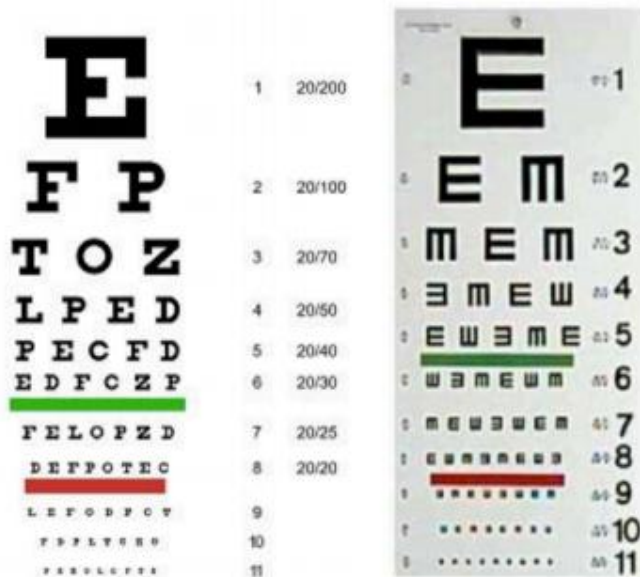 E 1 20/200
F P 2 20/100
T O Z 3 20/70
L P E D 4 20/50
P E C F D 5 20/40
E D F C Z P 6 20/30
F E L O P Z D 7 20/25
D E F P O T E C 8 20/20
L E F O D P C T 9
F D P L T C E O 10
11
E 1
E M 2
M E M 3
Ǝ M E W 4
E W Ǝ M E 5
W Ǝ M E W M 6
7
8
9
10
11